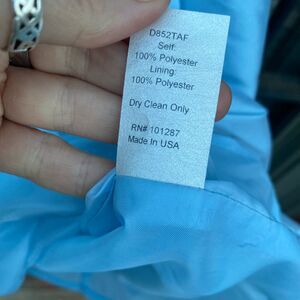 D852TAF
Self:
100% Polyester
Lining:
100% Polyester
Dry Clean Only
RN# 101287
Made In USA